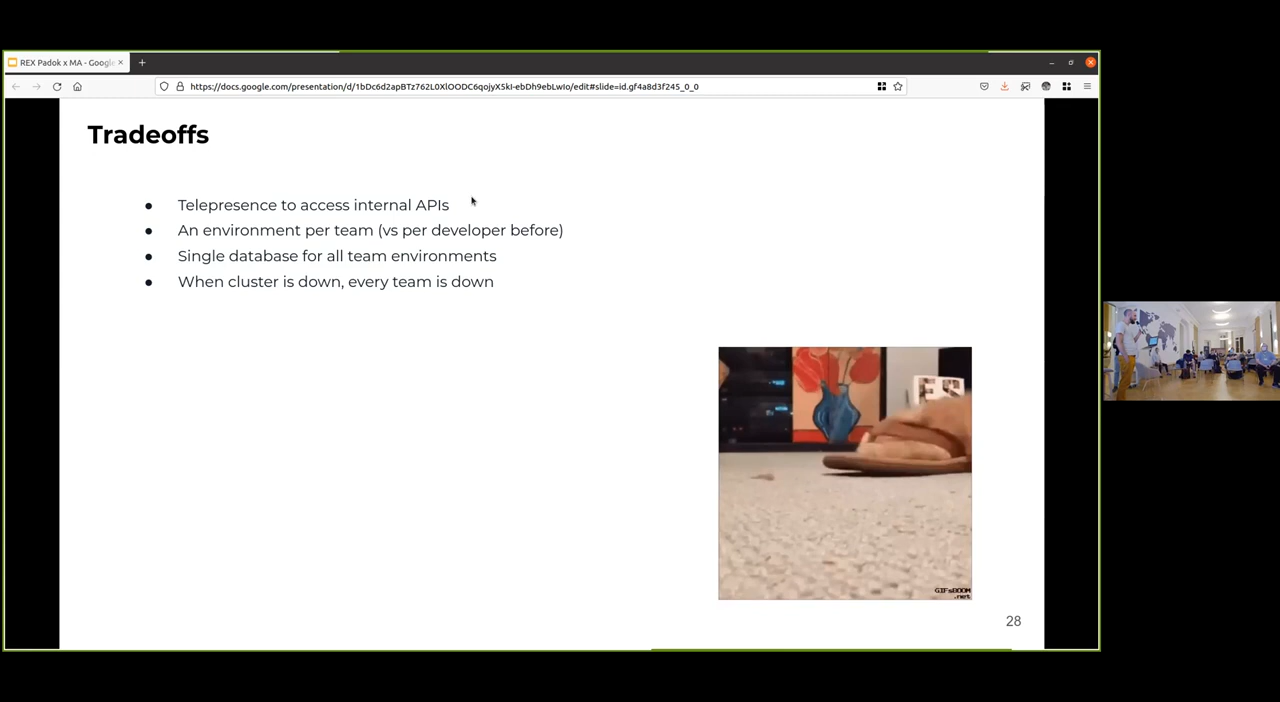 REX Padok x MA - Google
https://docs.google.com/presentation/d/1bDc6d2apBTz762L0XlOODC6qojyX5kI-ebDh9ebLwIo/edit#slide=id.gf4a8d3f245_0_0
Tradeoffs
● Telepresence to access internal APIs
● An environment per team (vs per developer before)
● Single database for all team environments
● When cluster is down, every team is down
GIFsBOOM
.net
28